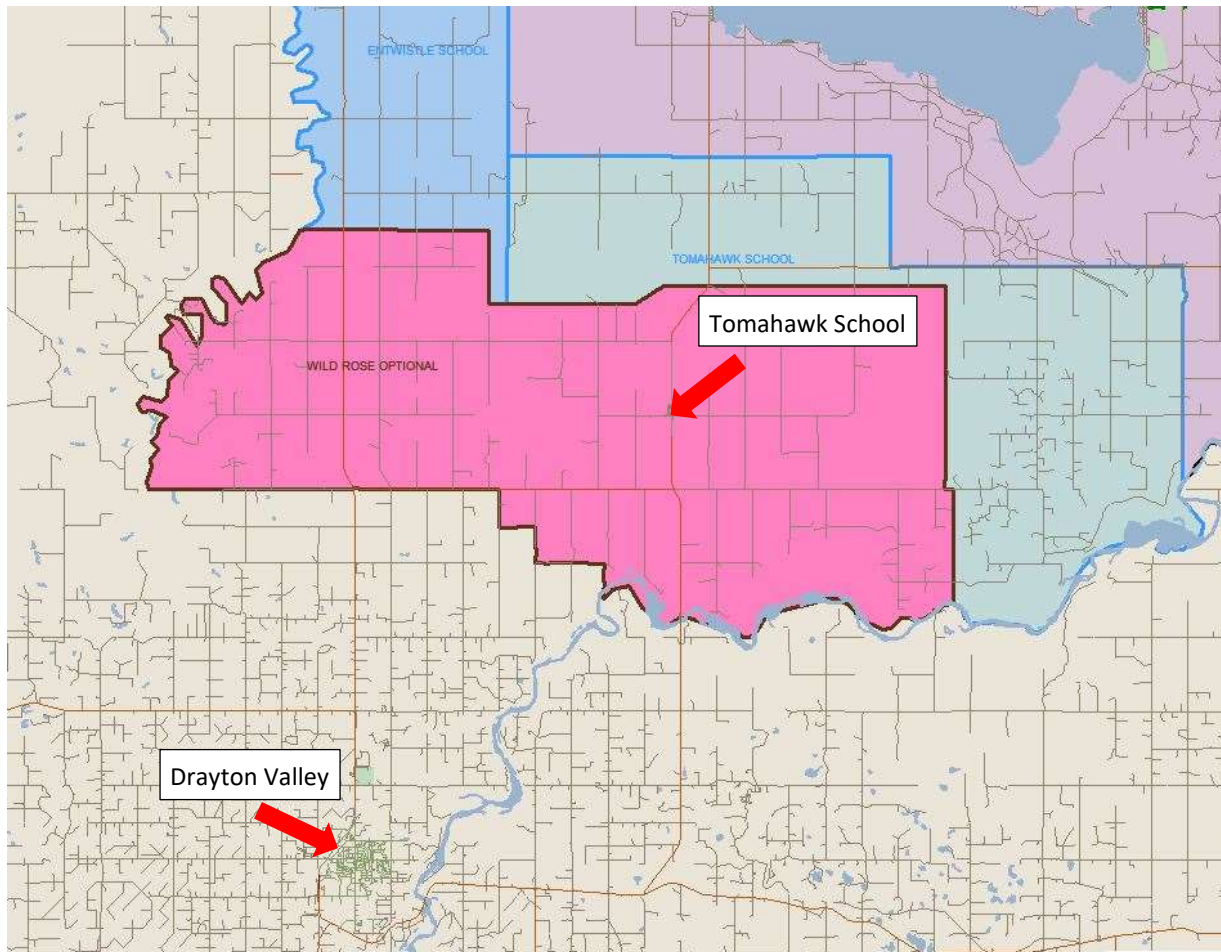 ENTWISTLE SCHOOL
TOMAHAWK SCHOOL
Tomahawk School
WILD ROSE OPTIONAL
Drayton Valley